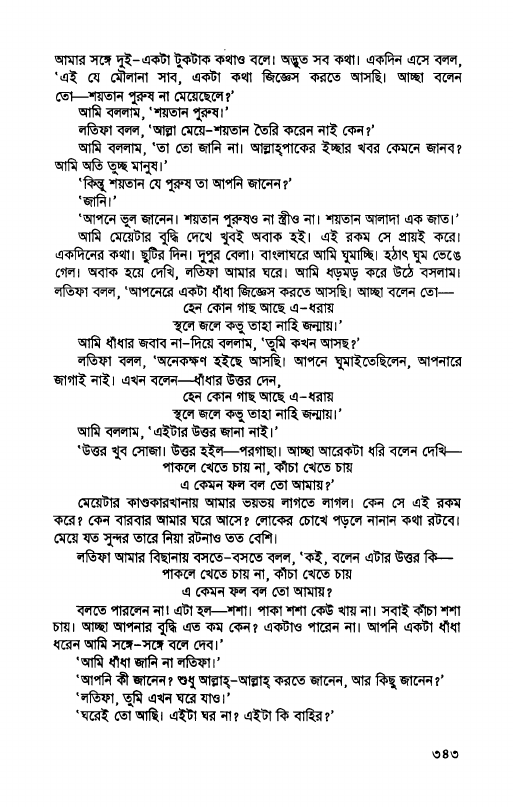 আমার সঙ্গে দুই-একটা টুকটাক কথাও বলে। অদ্ভুত সব কথা। একদিন এসে বলল,
‘এই যে মৌলানা সাব, একটা কথা জিজ্ঞেস করতে আসছি। আচ্ছা বলেন
তো—শয়তান পুরুষ না মেয়েছেলে?’
আমি বললাম, ‘শয়তান পুরুষ।’
লতিফা বলল, ‘আল্লা মেয়ে-শয়তান তৈরি করেন নাই কেন?’
আমি বললাম, ‘তা তো জানি না। আল্লাহ্‌পাকের ইচ্ছার খবর কেমনে জানব?
আমি অতি তুচ্ছ মানুষ।’
‘কিন্তু শয়তান যে পুরুষ তা আপনি জানেন?’
‘জানি।’
‘আপনে ভুল জানেন। শয়তান পুরুষও না স্ত্রীও না। শয়তান আলাদা এক জাত।’
আমি মেয়েটার বুদ্ধি দেখে খুবই অবাক হই। এই রকম সে প্রায়ই করে।
একদিনের কথা। ছুটির দিন। দুপুর বেলা। বাংলাঘরে আমি ঘুমাচ্ছি। হঠাৎ ঘুম ভেঙে
গেল। অবাক হয়ে দেখি, লতিফা আমার ঘরে। আমি ধড়মড় করে উঠে বসলাম।
লতিফা বলল, ‘আপনেরে একটা ধাঁধা জিজ্ঞেস করতে আসছি। আচ্ছা বলেন তো—
হেন কোন গাছ আছে এ-ধরায়
স্থলে জলে কভু তাহা নাহি জন্মায়।’
আমি ধাঁধার জবাব না-দিয়ে বললাম, ‘তুমি কখন আসছ?’
লতিফা বলল, ‘অনেকক্ষণ হইছে আসছি। আপনে ঘুমাইতেছিলেন, আপনারে
জাগাই নাই। এখন বলেন—ধাঁধার উত্তর দেন,
হেন কোন গাছ আছে এ-ধরায়
স্থলে জলে কভু তাহা নাহি জন্মায়।’
আমি বললাম, ‘এইটার উত্তর জানা নাই।’
‘উত্তর খুব সোজা। উত্তর হইল—পরগাছা। আচ্ছা আরেকটা ধরি বলেন দেখি—
পাকলে খেতে চায় না, কাঁচা খেতে চায়
এ কেমন ফল বল তো আমায়?’
মেয়েটার কাণ্ডকারখানায় আমার ভয়ভয় লাগতে লাগল। কেন সে এই রকম
করে? কেন বারবার আমার ঘরে আসে? লোকের চোখে পড়লে নানান কথা রটবে।
মেয়ে যত সুন্দর তারে নিয়া রটনাও তত বেশি।
লতিফা আমার বিছানায় বসতে-বসতে বলল, ‘কই, বলেন এটার উত্তর কি—
পাকলে খেতে চায় না, কাঁচা খেতে চায়
এ কেমন ফল বল তো আমায়?
বলতে পারলেন না! এটা হল—শশা। পাকা শশা কেউ খায় না। সবাই কাঁচা শশা
চায়। আচ্ছা আপনার বুদ্ধি এত কম কেন? একটাও পারেন না। আপনি একটা ধাঁধা
ধরেন আমি সঙ্গে-সঙ্গে বলে দেব।’
‘আমি ধাঁধা জানি না লতিফা।’
‘আপনি কী জানেন? শুধু আল্লাহ্-আল্লাহ্ করতে জানেন, আর কিছু জানেন?’
‘লতিফা, তুমি এখন ঘরে যাও।’
‘ঘরেই তো আছি। এইটা ঘর না? এইটা কি বাহির?’
৩৪৩